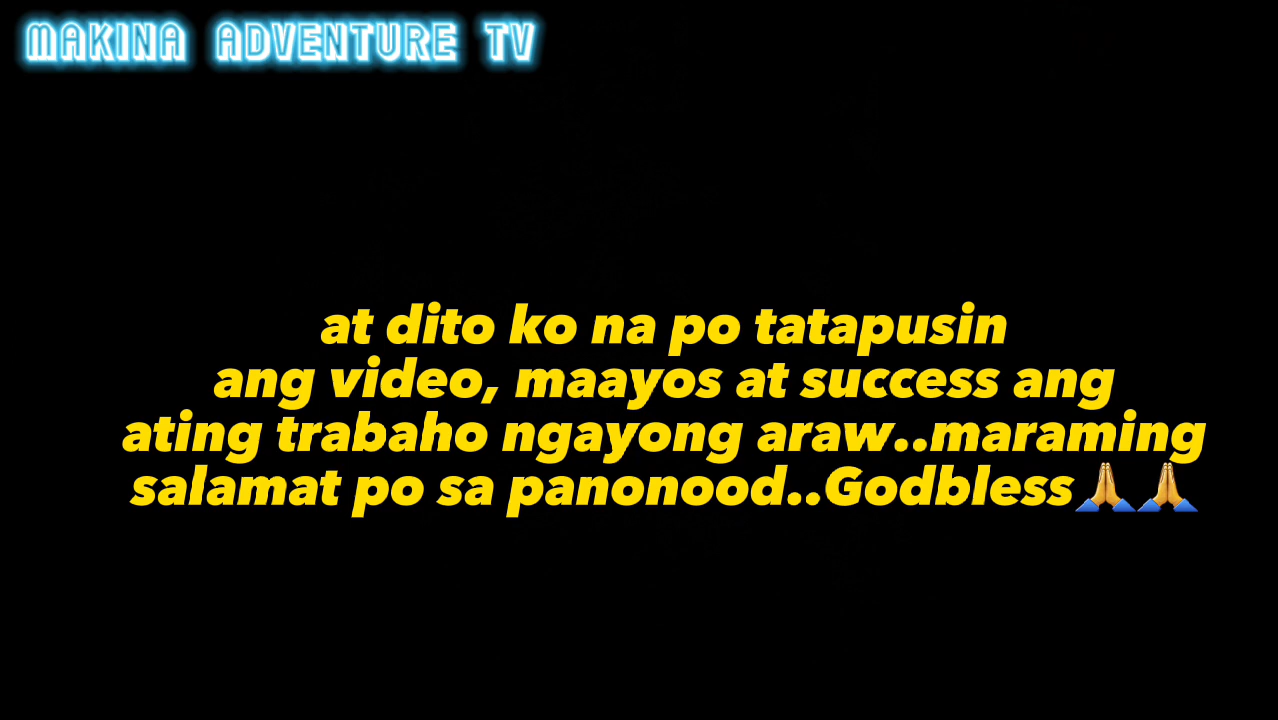 MAKINA ADVENTURE TV
at dito ko na po tatapusin
ang video, maayos at success ang
ating trabaho ngayong araw..maraming
salamat po sa panonood..Godbless🙏🙏